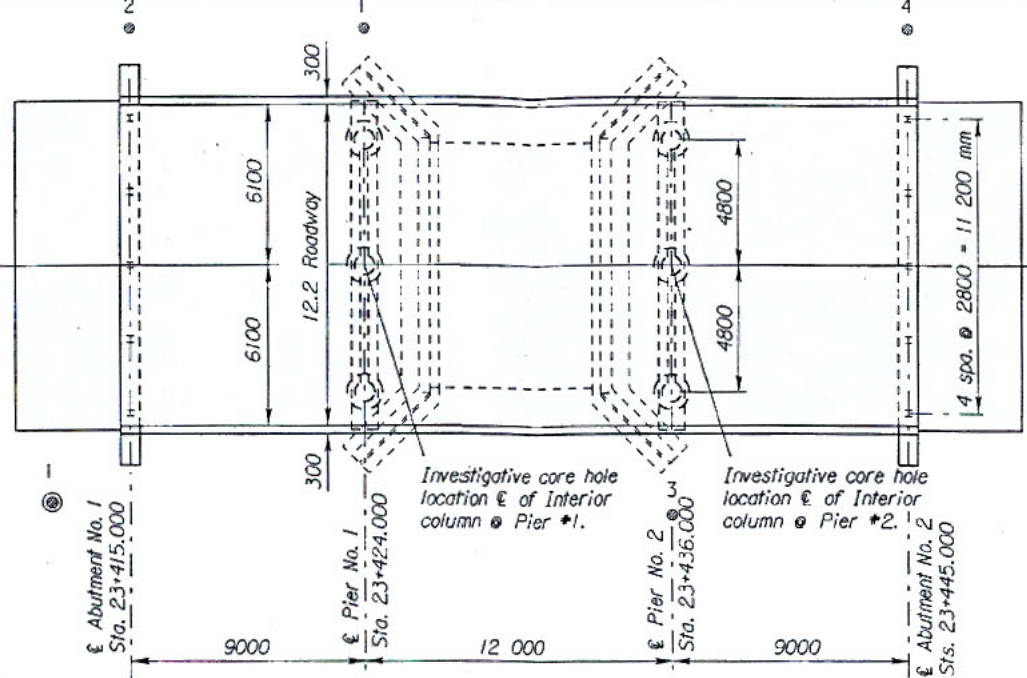 2
1
4
300
6100
12.2 Roadway
6100
300
4800
4800
4 spa. @ 2800 = 11 200 mm
Investigative core hole
location ℄ of Interior
column @ Pier #1.
Investigative core hole
location ℄ of Interior
column @ Pier #2.
1
3
℄ Abutment No. 1
Sta. 23+415.000
℄ Pier No. 1
Sta. 23+424.000
℄ Pier No. 2
Sta. 23+436.000
℄ Abutment No. 2
Sts. 23+445.000
9000
12 000
9000